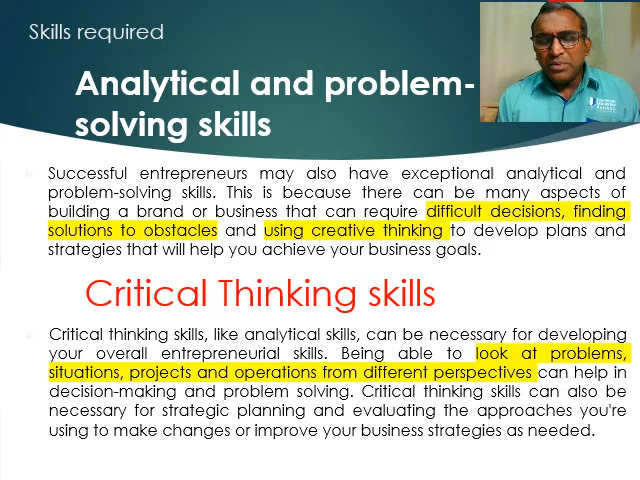 Skills required
Analytical and problem-
solving skills
Successful entrepreneurs may also have exceptional analytical and
problem-solving skills. This is because there can be many aspects of
building a brand or business that can require difficult decisions, finding
solutions to obstacles and using creative thinking to develop plans and
strategies that will help you achieve your business goals.
Critical Thinking skills
Critical thinking skills, like analytical skills, can be necessary for developing
your overall entrepreneurial skills. Being able to look at problems,
situations, projects and operations from different perspectives can help in
decision-making and problem solving. Critical thinking skills can also be
necessary for strategic planning and evaluating the approaches you're
using to make changes or improve your business strategies as needed.